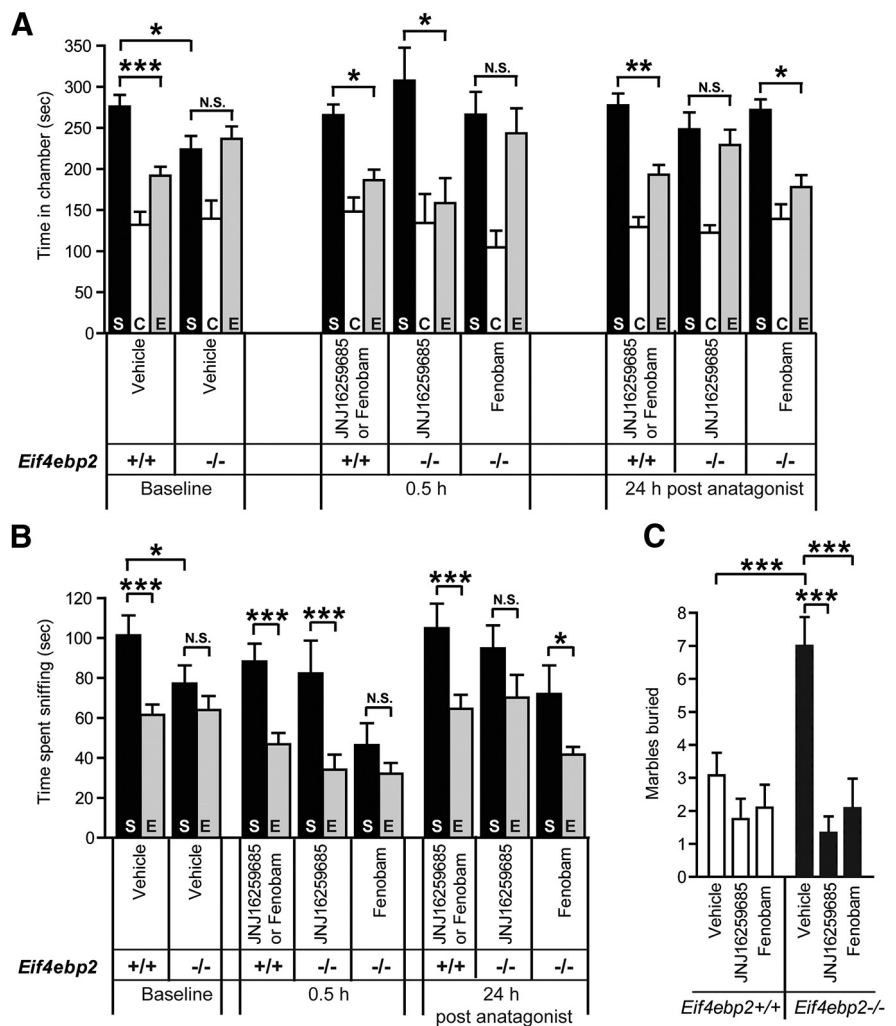 A
* * *
*** N.S. * N.S. ** N.S. *
350
300
250
200
150
100
50
0
Time in chamber (sec)
S C E S C E S C E S C E S C E S C E S C E S C E
Vehicle
Vehicle
JNJ16259685
or Fenobam
JNJ16259685
Fenobam
JNJ16259685
or Fenobam
JNJ16259685
Fenobam
Eif4ebp2 +/+ -/- +/+ -/- -/- +/+ -/- -/-
Baseline 0.5 h 24 h post anatagonist
B
*
*** N.S. *** *** N.S. *** N.S. *
120
100
80
60
40
20
0
Time spent sniffing (sec)
S E S E S E S E S E S E S E S E
Vehicle
Vehicle
JNJ16259685
or Fenobam
JNJ16259685
Fenobam
JNJ16259685
or Fenobam
JNJ16259685
Fenobam
Eif4ebp2 +/+ -/- +/+ -/- -/- +/+ -/- -/-
Baseline 0.5 h 24 h
post anatagonist
C
*** ***
***
8
7
6
5
4
3
2
1
0
Marbles buried
Vehicle
JNJ16259685
Fenobam
Vehicle
JNJ16259685
Fenobam
Eif4ebp2+/+ Eif4ebp2-/-